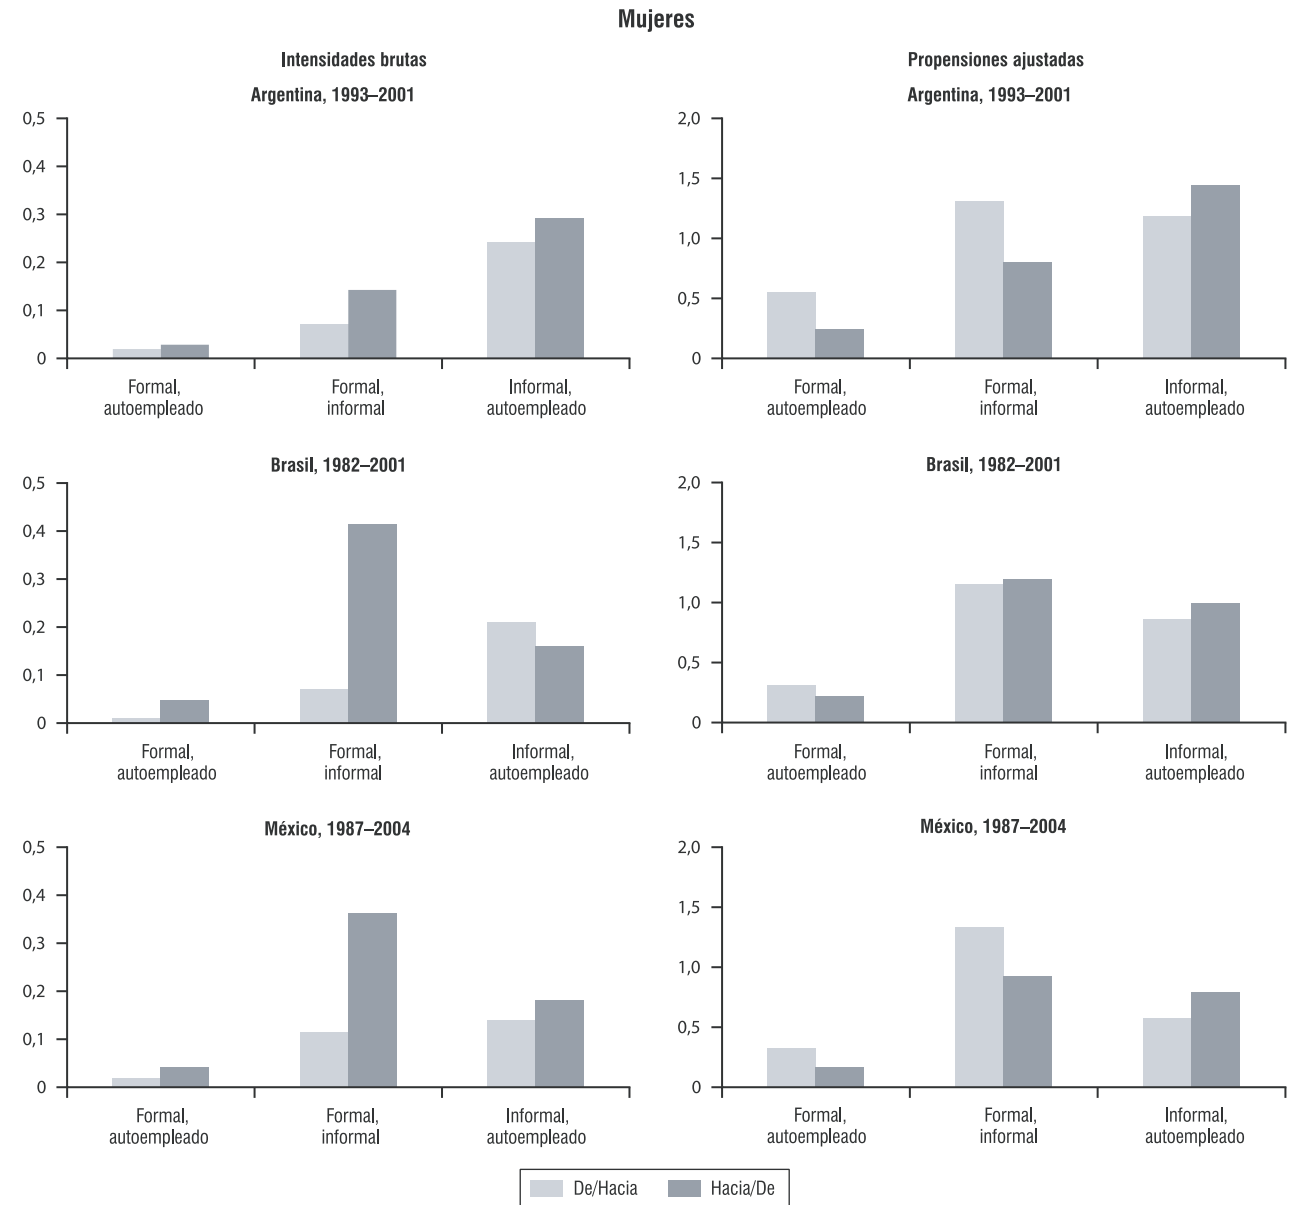 Mujeres
Intensidades brutas
Propensiones ajustadas
Argentina, 1993–2001
0,5
0,4
0,3
0,2
0,1
0
Formal,
autoempleado
Formal,
informal
Informal,
autoempleado
Argentina, 1993–2001
2,0
1,5
1,0
0,5
0
Formal,
autoempleado
Formal,
informal
Informal,
autoempleado
Brasil, 1982–2001
0,5
0,4
0,3
0,2
0,1
0
Formal,
autoempleado
Formal,
informal
Informal,
autoempleado
Brasil, 1982–2001
2,0
1,5
1,0
0,5
0
Formal,
autoempleado
Formal,
informal
Informal,
autoempleado
México, 1987–2004
0,5
0,4
0,3
0,2
0,1
0
Formal,
autoempleado
Formal,
informal
Informal,
autoempleado
México, 1987–2004
2,0
1,5
1,0
0,5
0
Formal,
autoempleado
Formal,
informal
Informal,
autoempleado
De/Hacia
Hacia/De